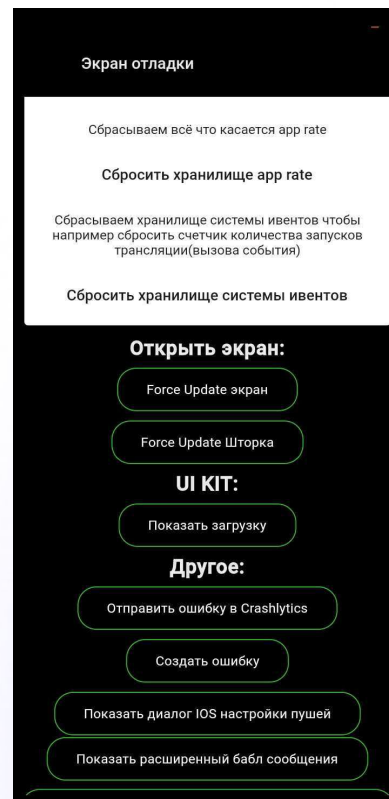 Экран отладки
Сбрасываем всё что касается app rate
Сбросить хранилище app rate
Сбрасываем хранилище системы ивентов чтобы
например сбросить счетчик количества запусков
трансляции(вызова события)
Сбросить хранилище системы ивентов
Открыть экран:
Force Update экран
Force Update Шторка
UI KIT:
Показать загрузку
Другое:
Отправить ошибку в Crashlytics
Создать ошибку
Показать диалог IOS настройки пушей
Показать расширенный бабл сообщения